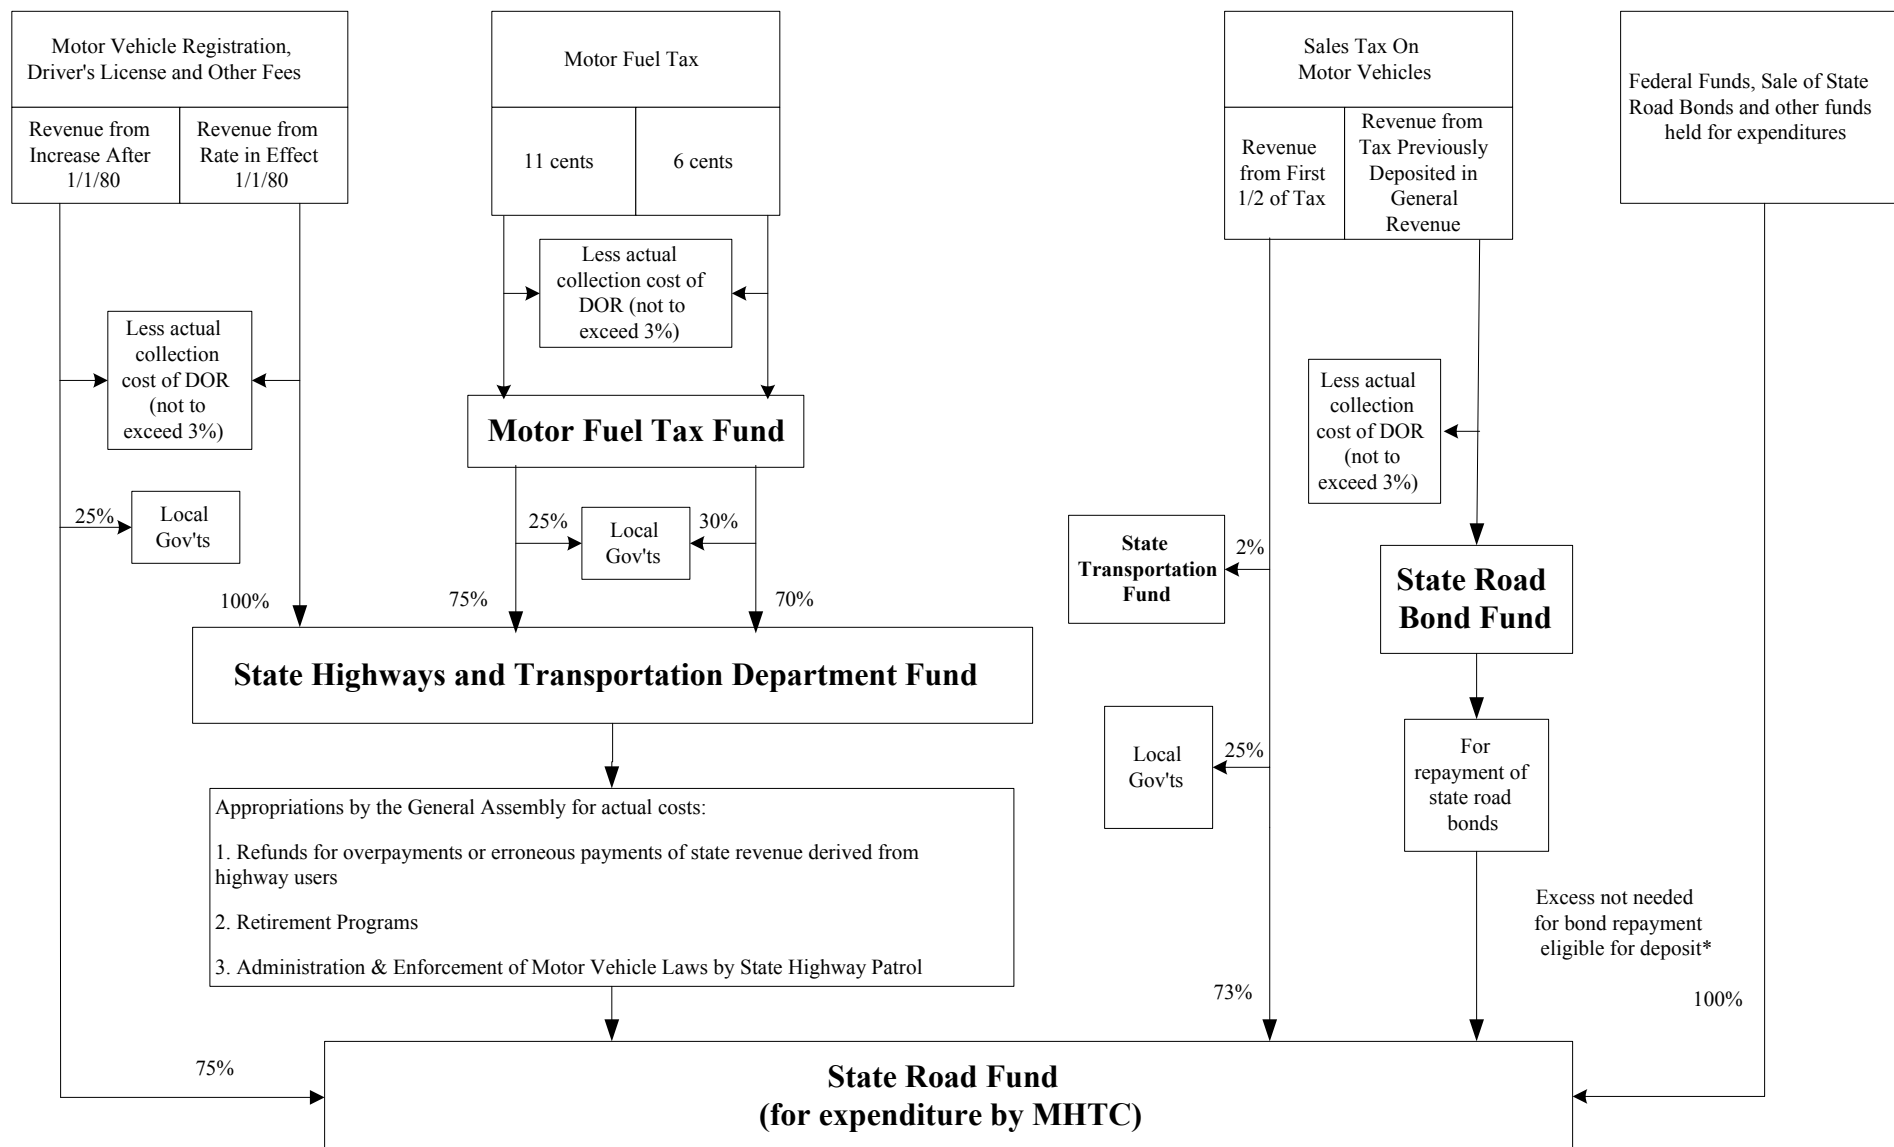 Motor Vehicle Registration,
Driver's License and Other Fees
Revenue from
Increase After
1/1/80
Revenue from
Rate in Effect
1/1/80
Motor Fuel Tax
11 cents
6 cents
Sales Tax On
Motor Vehicles
Revenue
from First
1/2 of Tax
Revenue from
Tax Previously
Deposited in
General
Revenue
Federal Funds, Sale of State
Road Bonds and other funds
held for expenditures
Less actual
collection cost of
DOR (not to
exceed 3%)
Less actual
collection
cost of DOR
(not to
exceed 3%)
Less actual
collection
cost of DOR
(not to
exceed 3%)
Motor Fuel Tax Fund
25%
Local
Gov'ts
25%
Local
Gov'ts
30%
State
Transportation
Fund
2%
State Road
Bond Fund
100%
75%
70%
State Highways and Transportation Department Fund
Local
Gov'ts
25%
For
repayment of
state road
bonds
Appropriations by the General Assembly for actual costs:
1. Refunds for overpayments or erroneous payments of state revenue derived from
highway users
2. Retirement Programs
3. Administration & Enforcement of Motor Vehicle Laws by State Highway Patrol
Excess not needed
for bond repayment
eligible for deposit*
73%
100%
75%
State Road Fund
(for expenditure by MHTC)